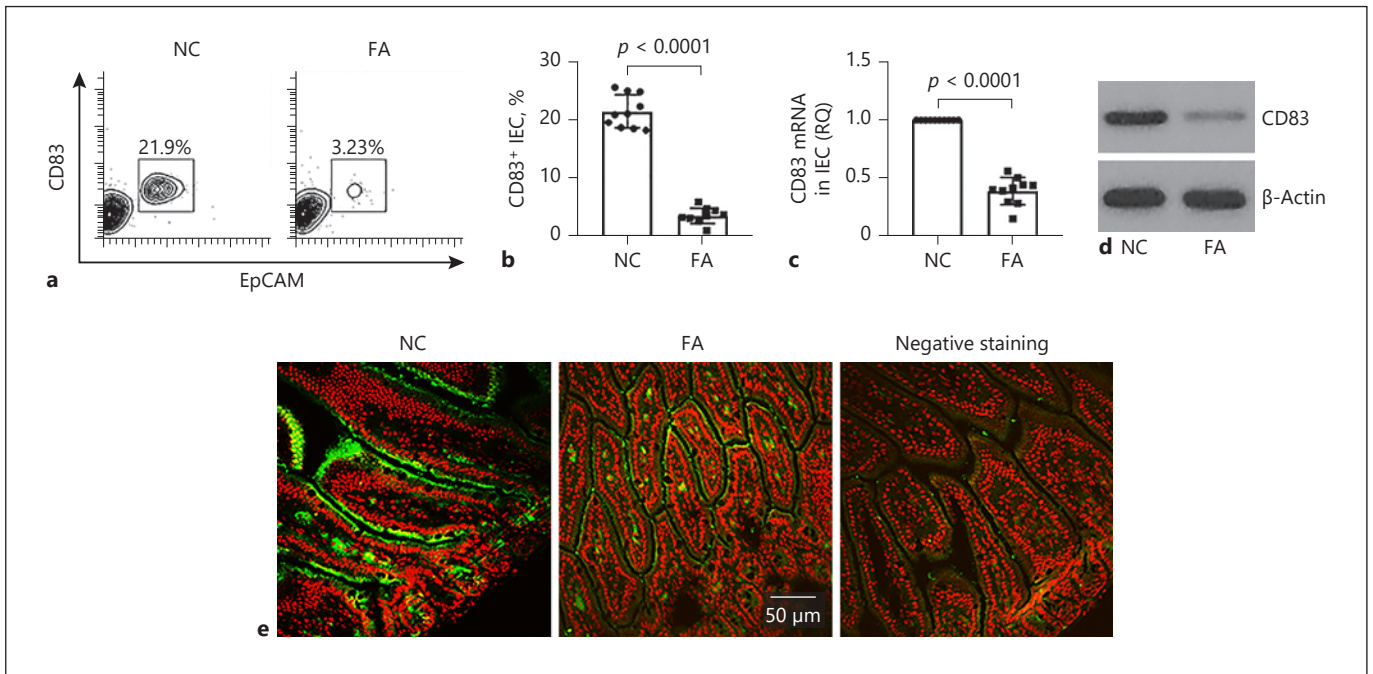 NC FA
CD83
21.9% 3.23%
EpCAM
a
CD83⁺ IEC, %
30
20
10
0
p < 0.0001
NC FA
b
CD83 mRNA
in IEC (RQ)
1.5
1.0
0.5
0
p < 0.0001
NC FA
c
CD83
β-Actin
NC FA
d
NC FA Negative staining
50 µm
e